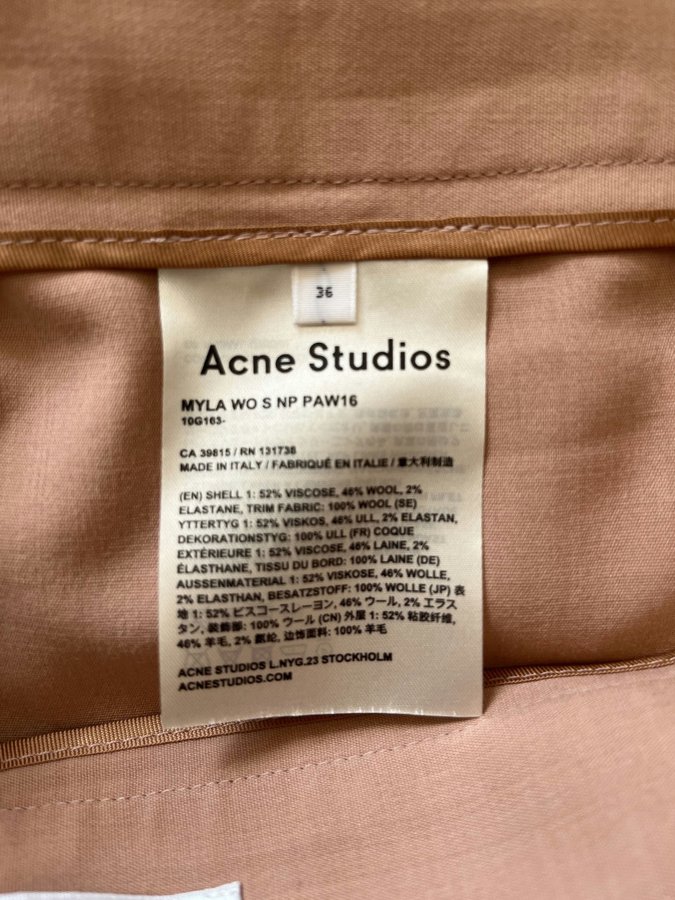 36
Acne Studios
MYLA WO S NP PAW16
10G163-
CA 39815 / RN 131738
MADE IN ITALY / FABRIQUÉ EN ITALIE / 意大利制造
(EN) SHELL 1: 52% VISCOSE, 46% WOOL, 2%
ELASTANE, TRIM FABRIC: 100% WOOL (SE)
YTTERTYG 1: 52% VISKOS, 46% ULL, 2% ELASTAN,
DEKORATIONSTYG: 100% ULL (FR) COQUE
EXTÉRIEURE 1: 52% VISCOSE, 46% LAINE, 2%
ÉLASTHANE, TISSU DU BORD: 100% LAINE (DE)
AUSSENMATERIAL 1: 52% VISKOSE, 46% WOLLE,
2% ELASTHAN, BESATZSTOFF: 100% WOLLE (JP) 表
地 1: 52% ビスコースレーヨン, 46% ウール, 2% エラス
タン, 装飾部: 100% ウール (CN) 外屋 1: 52% 粘胶纤维,
46% 羊毛, 2% 氨纶, 边饰面料: 100% 羊毛
ACNE STUDIOS L.NYG.23 STOCKHOLM
ACNESTUDIOS.COM